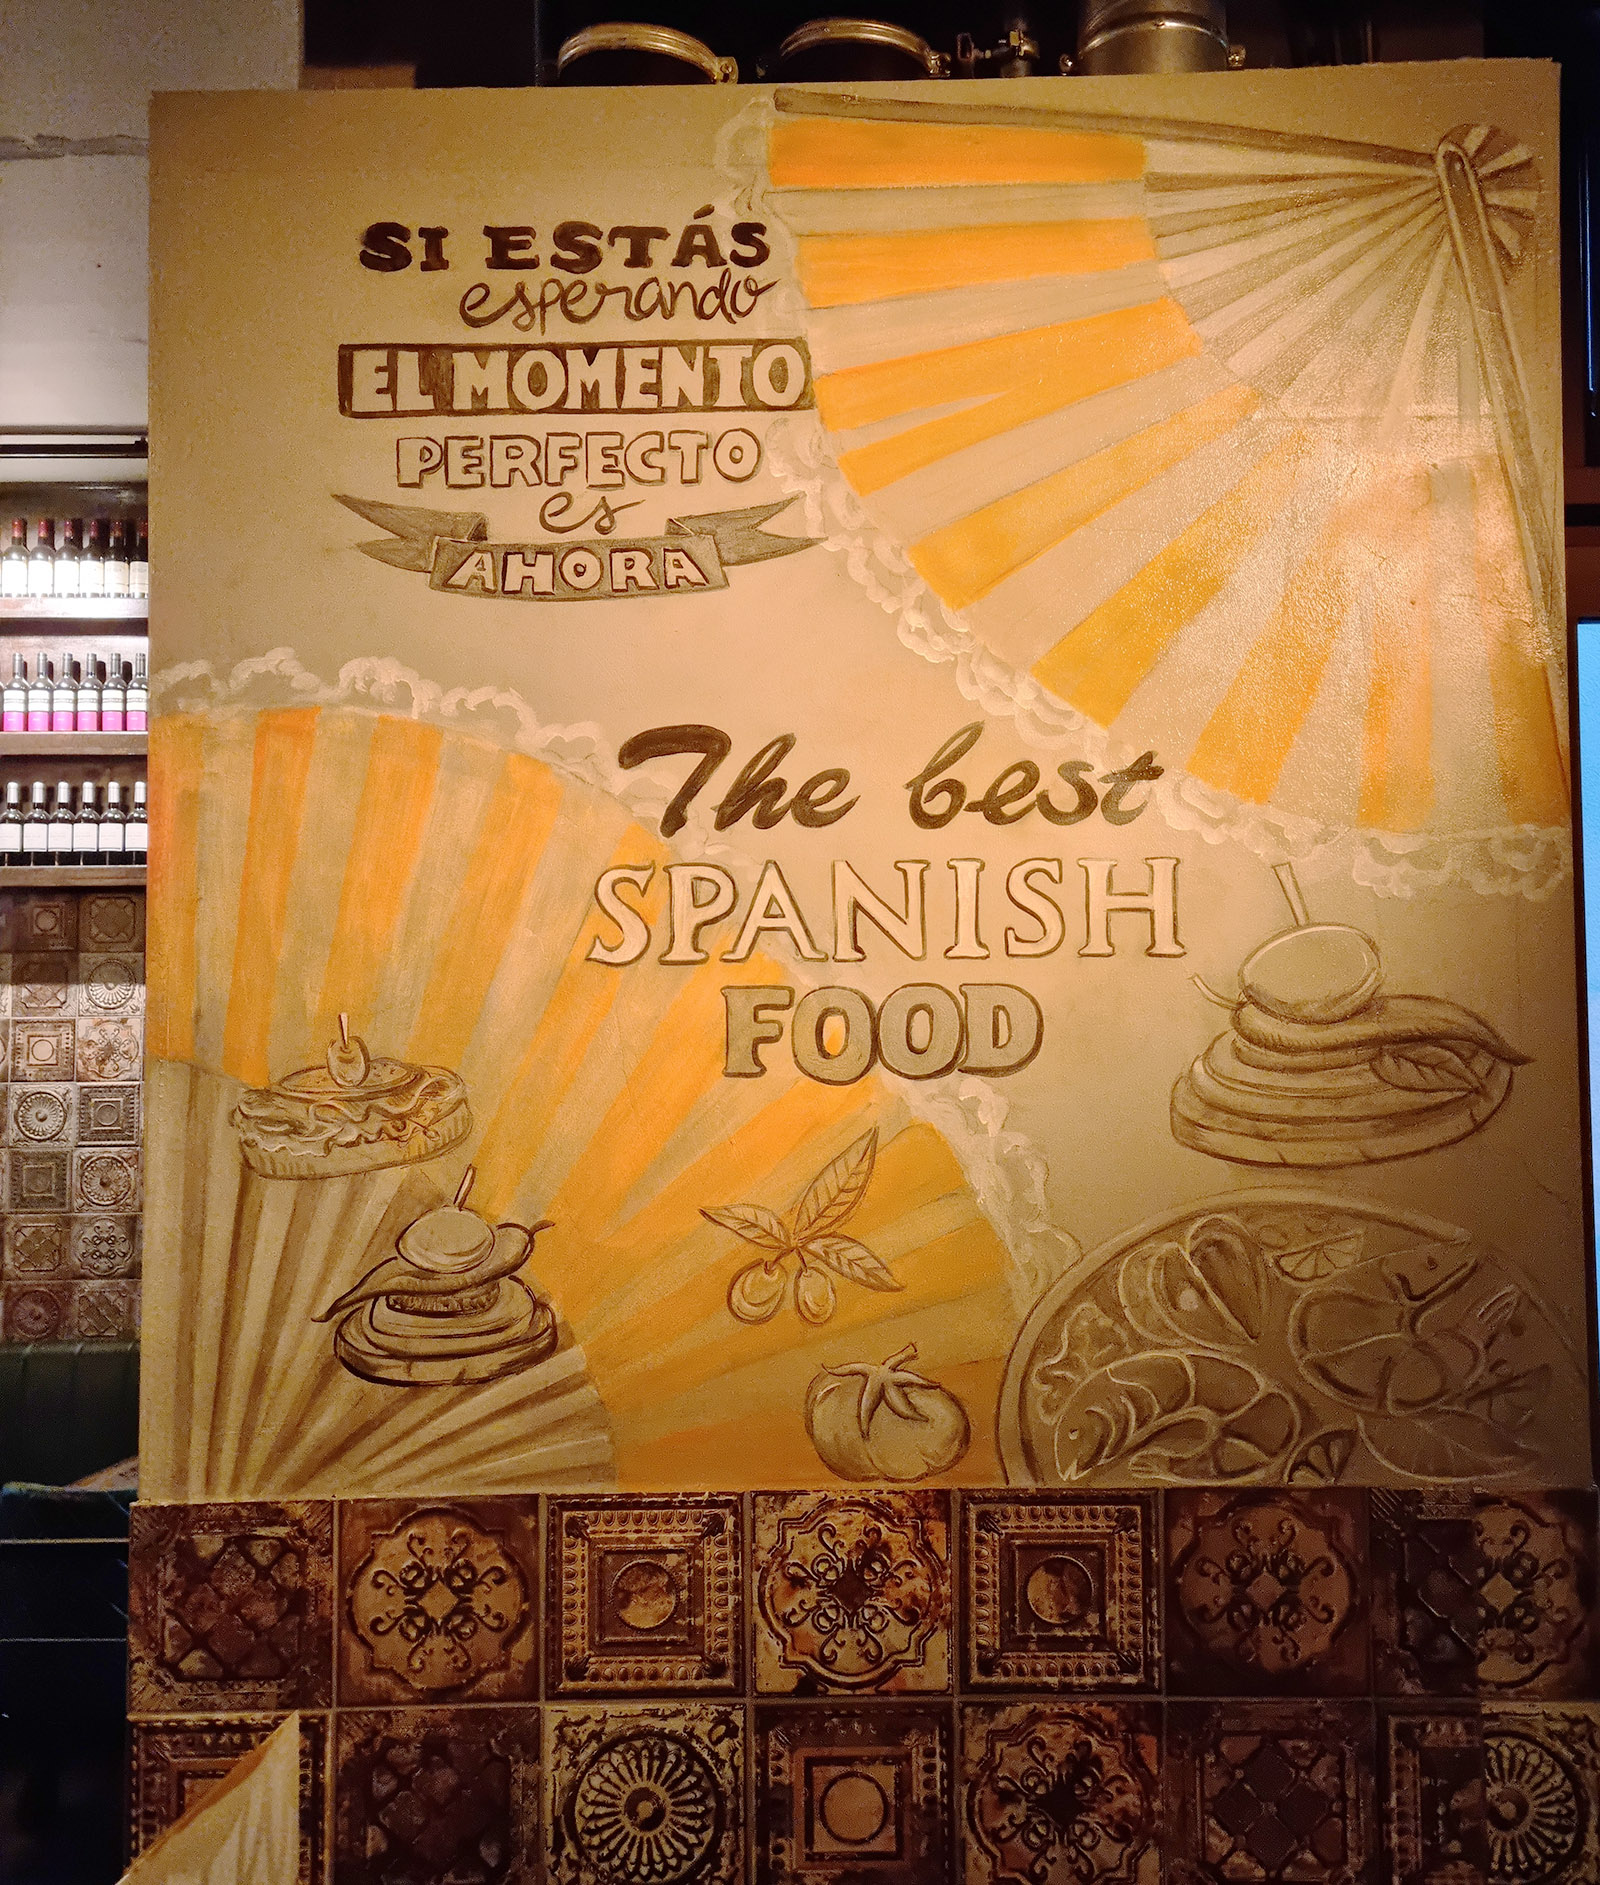 SI ESTÁS
esperando
EL MOMENTO
PERFECTO
es
AHORA
The best
SPANISH
FOOD